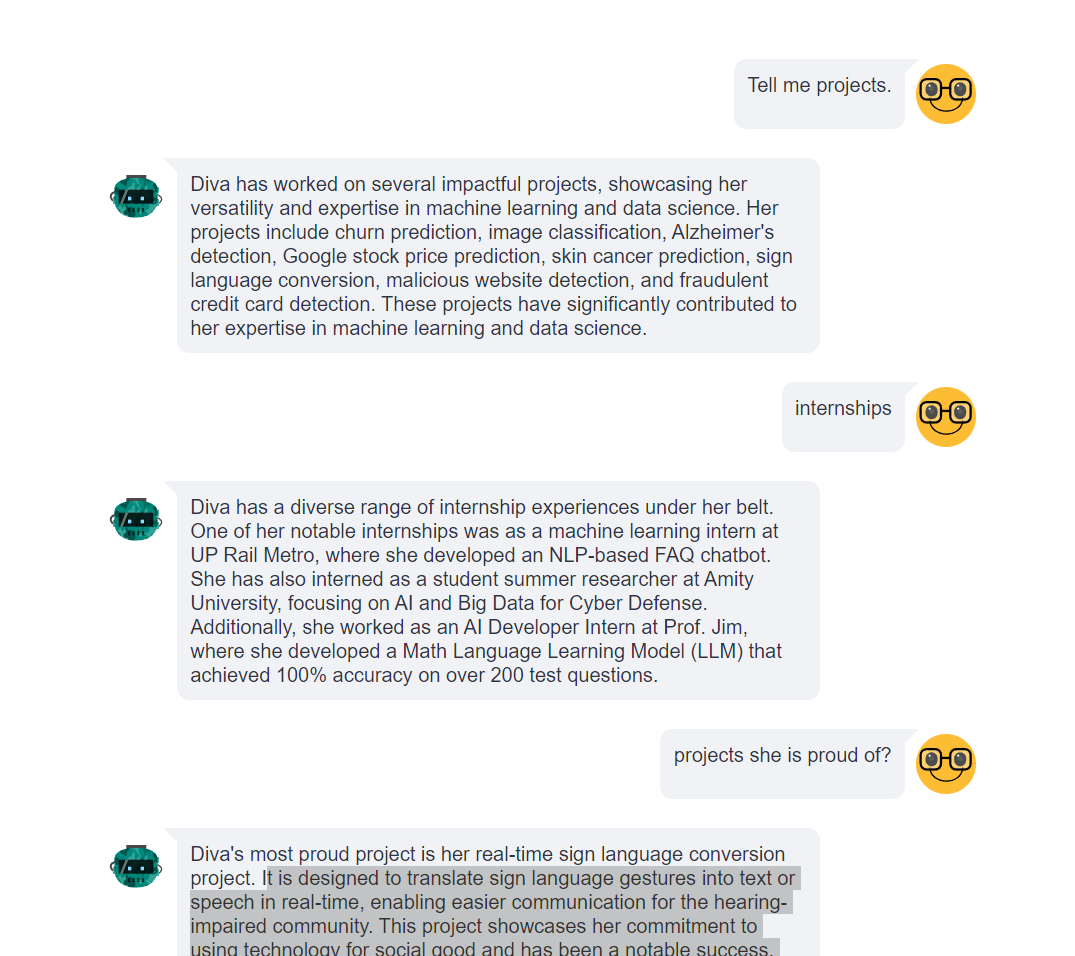 Tell me projects.
Diva has worked on several impactful projects, showcasing her
versatility and expertise in machine learning and data science. Her
projects include churn prediction, image classification, Alzheimer's
detection, Google stock price prediction, skin cancer prediction, sign
language conversion, malicious website detection, and fraudulent
credit card detection. These projects have significantly contributed to
her expertise in machine learning and data science.
internships
Diva has a diverse range of internship experiences under her belt.
One of her notable internships was as a machine learning intern at
UP Rail Metro, where she developed an NLP-based FAQ chatbot.
She has also interned as a student summer researcher at Amity
University, focusing on AI and Big Data for Cyber Defense.
Additionally, she worked as an AI Developer Intern at Prof. Jim,
where she developed a Math Language Learning Model (LLM) that
achieved 100% accuracy on over 200 test questions.
projects she is proud of?
Diva's most proud project is her real-time sign language conversion
project. It is designed to translate sign language gestures into text or
speech in real-time, enabling easier communication for the hearing-
impaired community. This project showcases her commitment to
using technology for social good and has been a notable success.